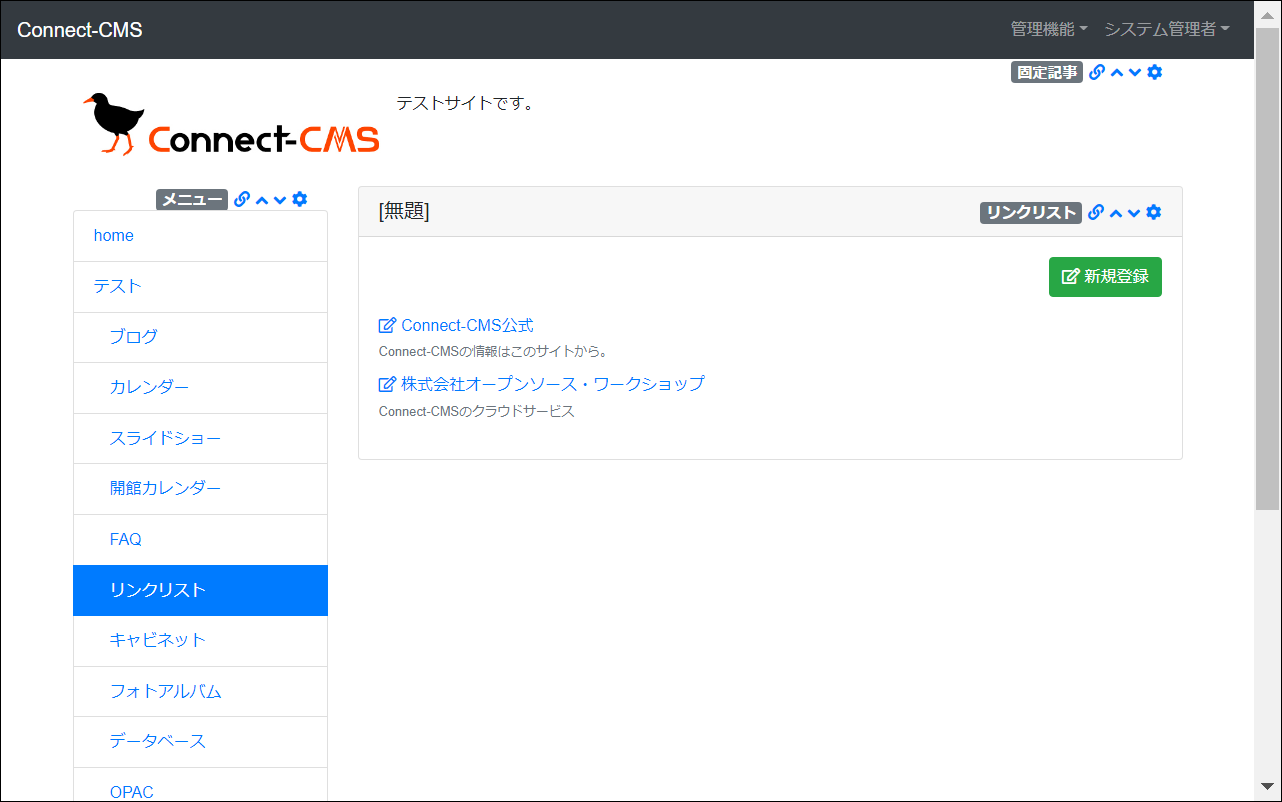 Connect-CMS
管理機能 システム管理者
固定記事
Connect-CMS
テストサイトです。
メニュー
home
テスト
ブログ
カレンダー
スライドショー
開館カレンダー
FAQ
リンクリスト
キャビネット
フォトアルバム
データベース
OPAC
[無題]
リンクリスト
新規登録
Connect-CMS公式
Connect-CMSの情報はこのサイトから。
株式会社オープンソース・ワークショップ
Connect-CMSのクラウドサービス